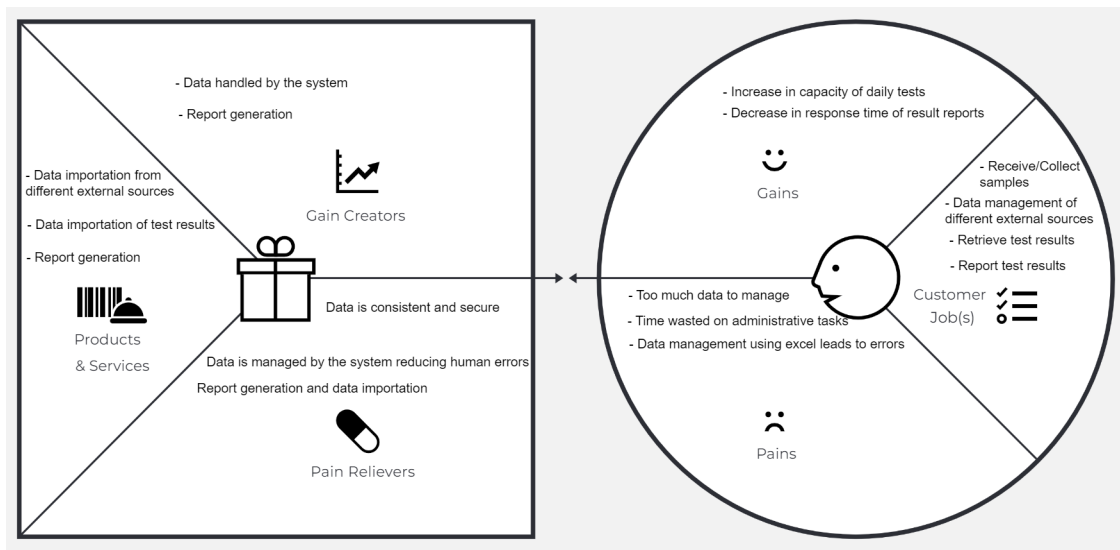 - Data handled by the system
- Report generation
Gain Creators
- Data importation from
different external sources
- Data importation of test results
- Report generation
Products
& Services
Data is consistent and secure
Data is managed by the system reducing human errors
Report generation and data importation
Pain Relievers
- Increase in capacity of daily tests
- Decrease in response time of result reports
Gains
- Receive/Collect
samples
- Data management of
different external sources
- Retrieve test results
- Report test results
Customer
Job(s)
- Too much data to manage
- Time wasted on administrative tasks
- Data management using excel leads to errors
Pains